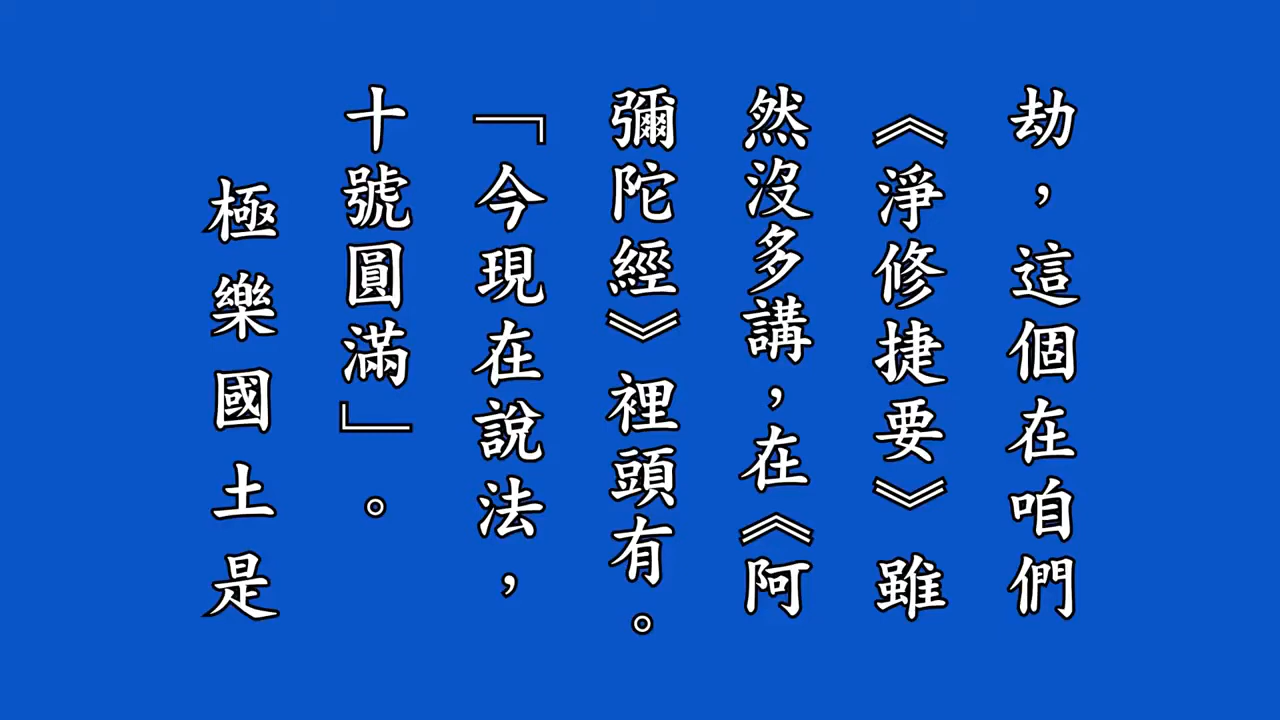 劫，這個在咱們
《淨修捷要》雖
然沒多講，在《阿
彌陀經》裡頭有。
「今現在說法，
十號圓滿」。
極樂國土是